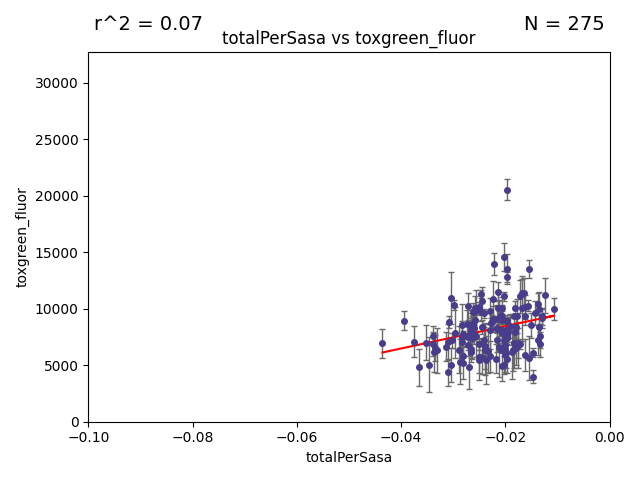 r^2 = 0.07
N = 275
totalPerSasa vs toxgreen_fluor
30000
25000
20000
15000
10000
5000
0
toxgreen_fluor
−0.10
−0.08
−0.06
−0.04
−0.02
0.00
totalPerSasa